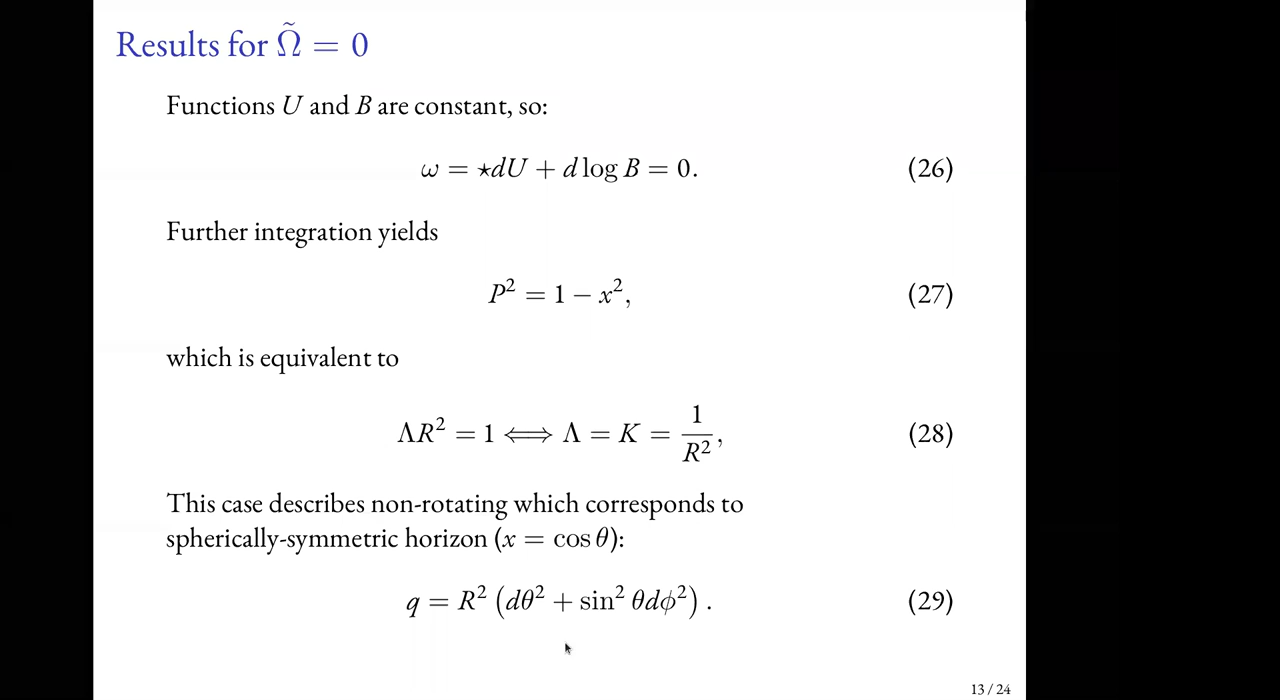 Results for Ω̃ = 0
Functions U and B are constant, so:
ω = ⋆dU + d log B = 0. (26)
Further integration yields
P² = 1 − x², (27)
which is equivalent to
ΛR² = 1 ⟺ Λ = K = 1/R², (28)
This case describes non-rotating which corresponds to
spherically-symmetric horizon (x = cos θ):
q = R² (dθ² + sin² θdϕ²) . (29)
13 / 24